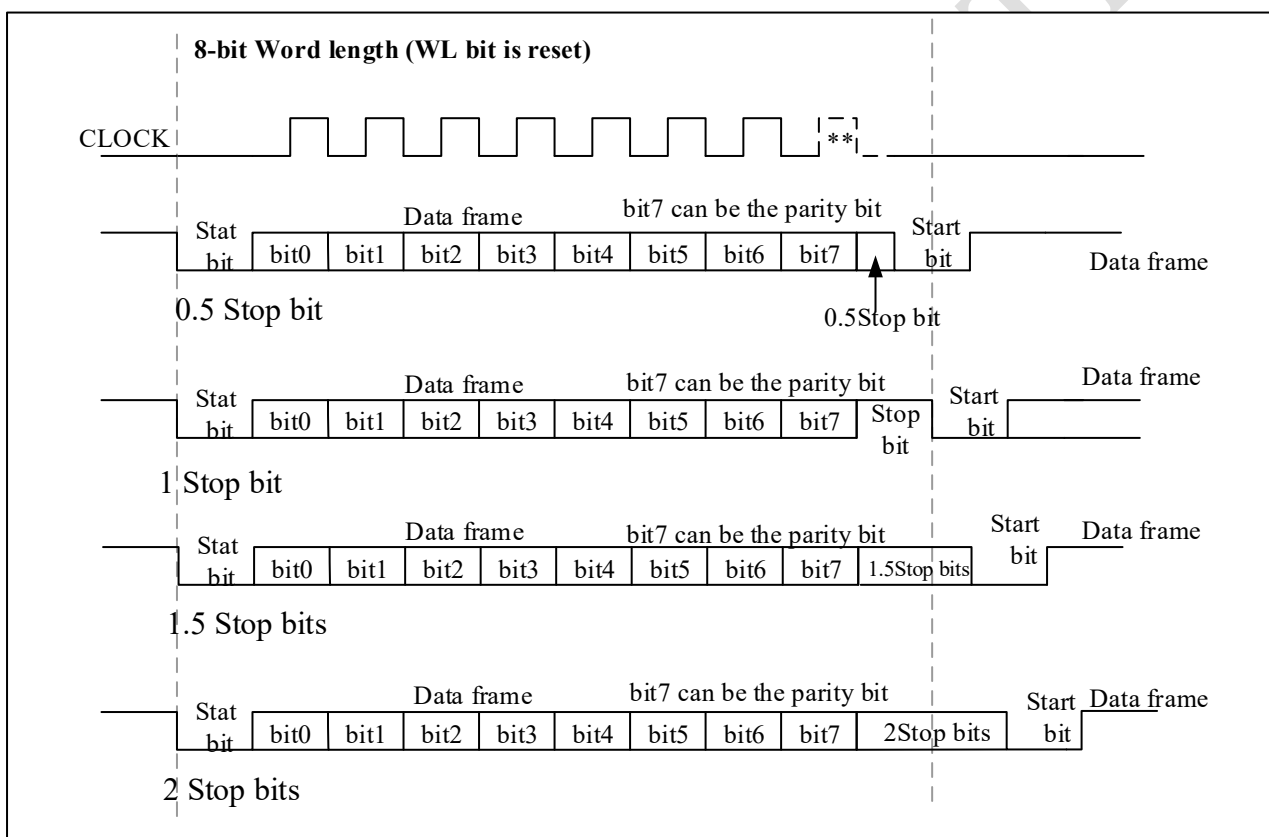 8-bit Word length (WL bit is reset)
CLOCK
**
Stat bit
Data frame
bit7 can be the parity bit
Start bit
bit0 bit1 bit2 bit3 bit4 bit5 bit6 bit7
Data frame
0.5 Stop bit
0.5Stop bit
Stat bit
Data frame
bit7 can be the parity bit
Start bit
Data frame
bit0 bit1 bit2 bit3 bit4 bit5 bit6 bit7
Stop bit
1 Stop bit
Stat bit
Data frame
bit7 can be the parity bit
Start bit
Data frame
bit0 bit1 bit2 bit3 bit4 bit5 bit6 bit7 1.5Stop bits
1.5 Stop bits
Stat bit
Data frame
bit7 can be the parity bit
Start bit
Data frame
bit0 bit1 bit2 bit3 bit4 bit5 bit6 bit7 2Stop bits
2 Stop bits